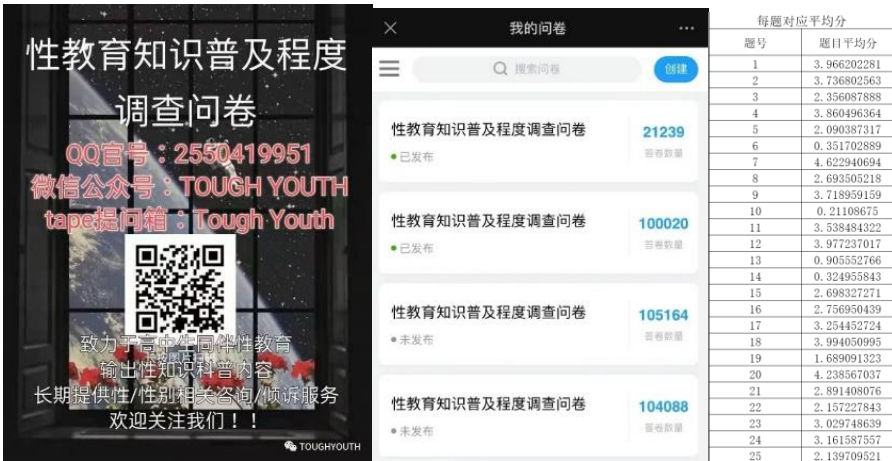 性教育知识普及程度
调查问卷
QQ官号：2550419951
微信公众号：TOUGH YOUTH
tape提问箱：Tough Youth
致力于高中生同伴性教育
输出性知识科普内容
长期提供性/性别相关咨询/倾诉服务
欢迎关注我们！！
TOUGHYOUTH
我的问卷
搜索问卷
创建
性教育知识普及程度调查问卷
21239
已发布
答卷数量
性教育知识普及程度调查问卷
100020
已发布
答卷数量
性教育知识普及程度调查问卷
105164
未发布
答卷数量
性教育知识普及程度调查问卷
104088
未发布
答卷数量
每题对应平均分
题号 题目平均分
1 3.966202281
2 3.736802563
3 2.356087888
4 3.860496364
5 2.090387317
6 0.351702889
7 4.622940694
8 2.693505218
9 3.718959159
10 0.21108675
11 3.538484322
12 3.977237017
13 0.905552766
14 0.324955843
15 2.698327271
16 2.756950439
17 3.254452724
18 3.994050995
19 1.689091323
20 4.238567037
21 2.891408076
22 2.157227843
23 3.029748639
24 3.161587557
25 2.139709521